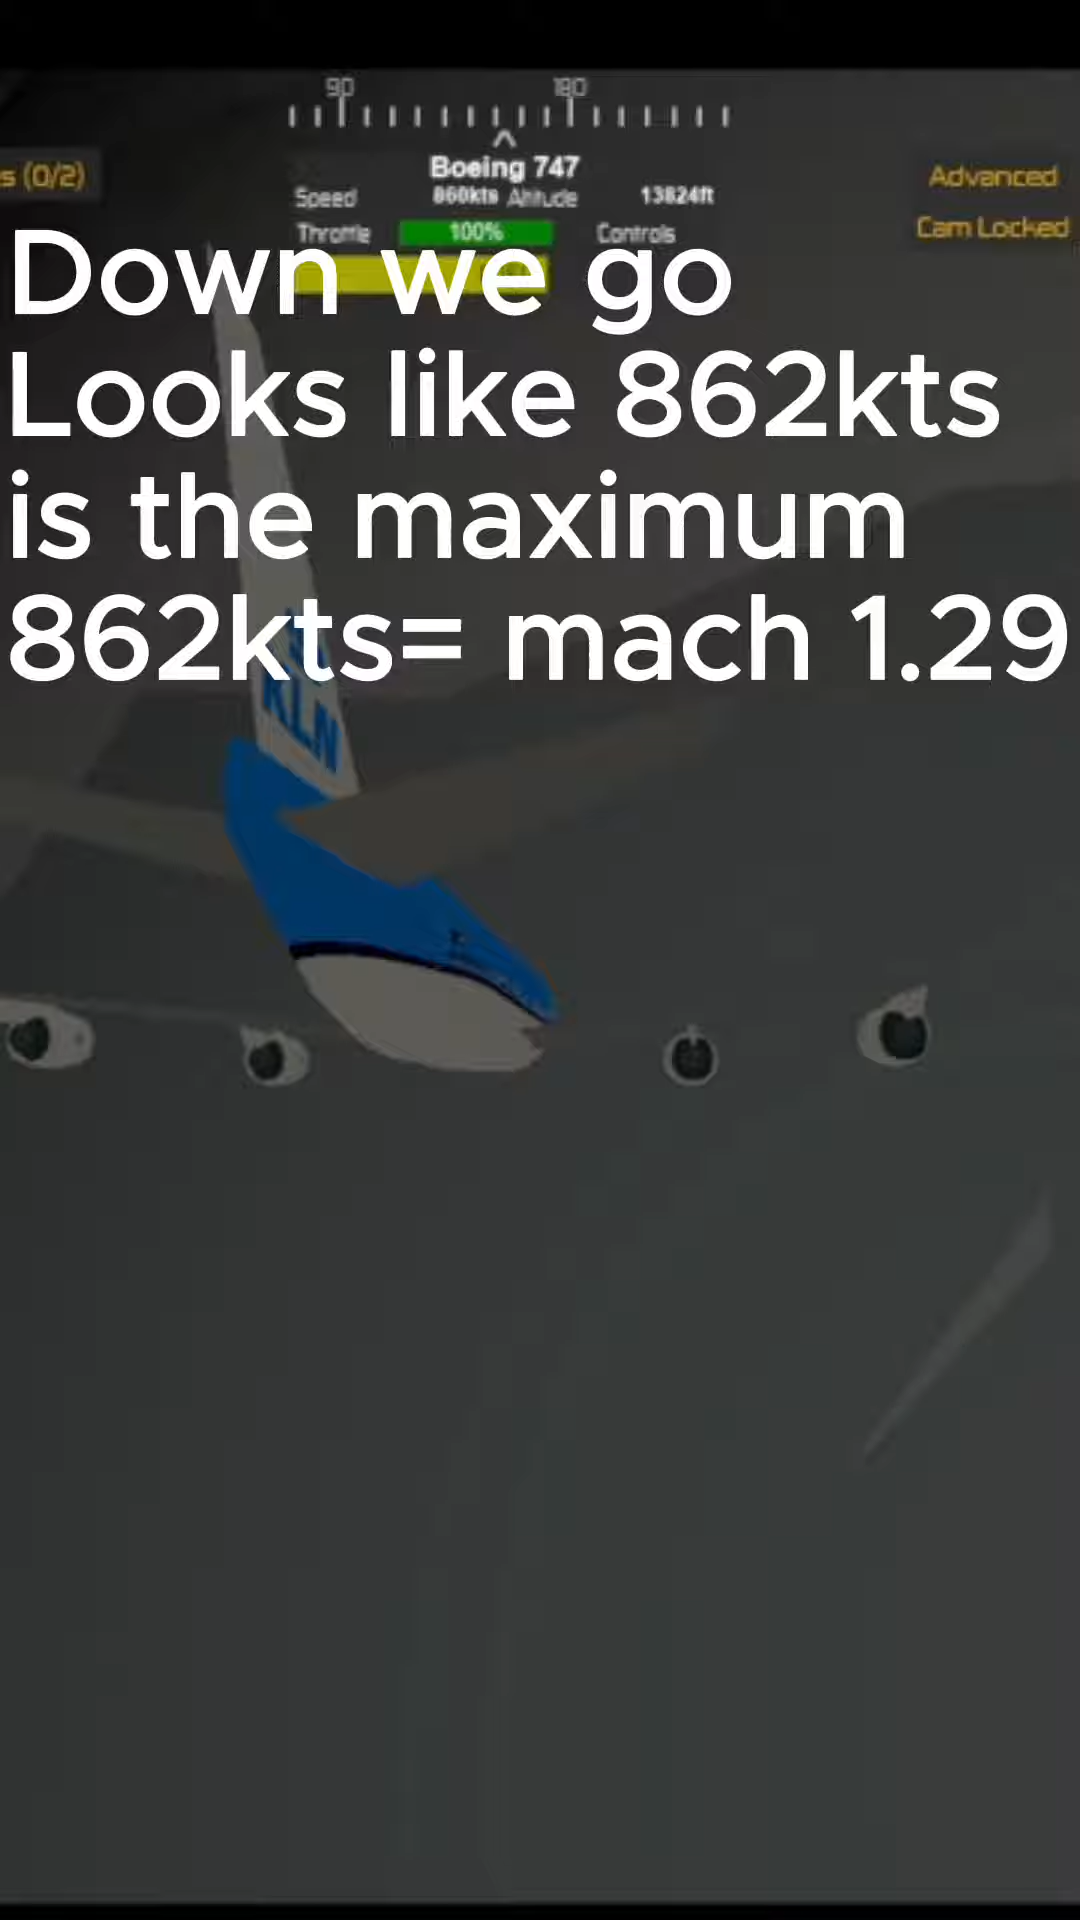 90 180
Boeing 747
s (0/2)
Speed 860kts Altitude 13824ft
Advanced
Throttle 100% Controls
Cam Locked
Down we go
Looks like 862kts
is the maximum
862kts= mach 1.29
KLN